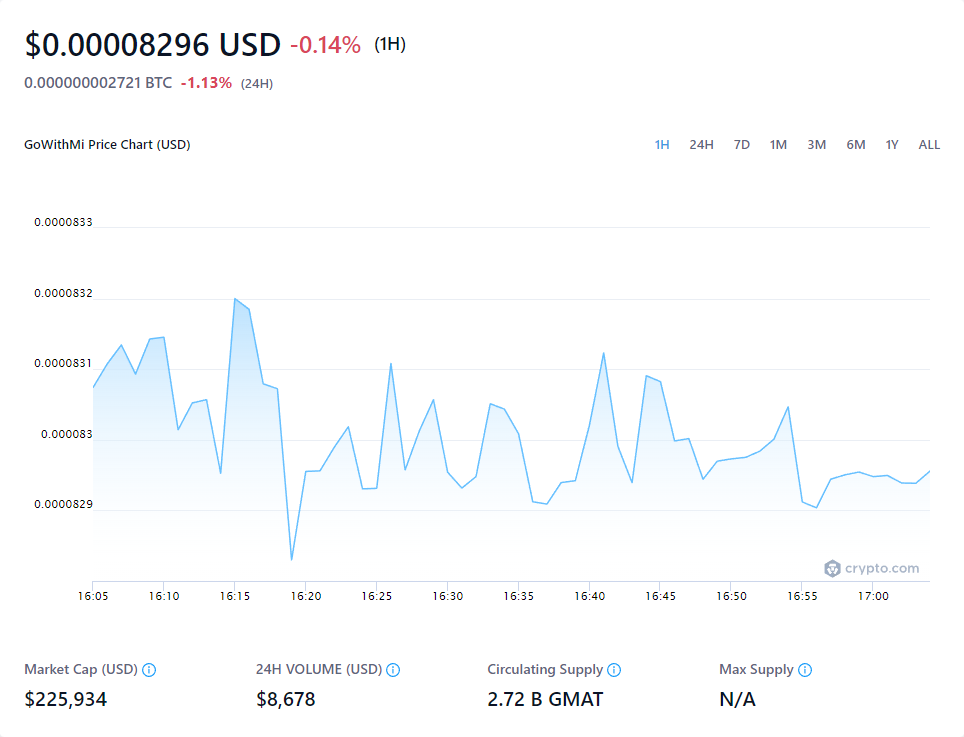 $0.00008296 USD -0.14% (1H)
0.000000002721 BTC -1.13% (24H)
GoWithMi Price Chart (USD) 1H 24H 7D 1M 3M 6M 1Y ALL
0.0000833
0.0000832
0.0000831
0.000083
0.0000829
crypto.com
16:05 16:10 16:15 16:20 16:25 16:30 16:35 16:40 16:45 16:50 16:55 17:00
Market Cap (USD) 24H VOLUME (USD) Circulating Supply Max Supply
$225,934 $8,678 2.72 B GMAT N/A